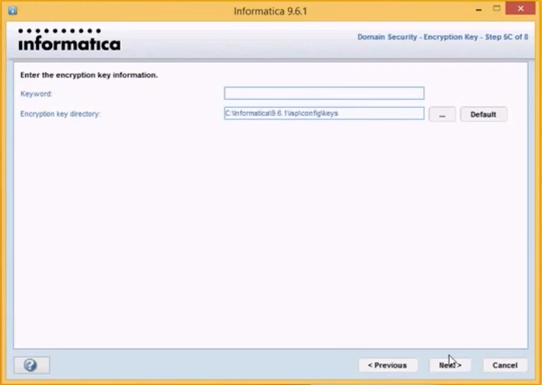 Informatica 9.6.1
informatica
Domain Security - Encryption Key - Step 5C of 8
Enter the encryption key information.
Keyword:
Encryption key directory: C:\Informatica\9.6.1\isp\config\keys ... Default
? < Previous Next > Cancel